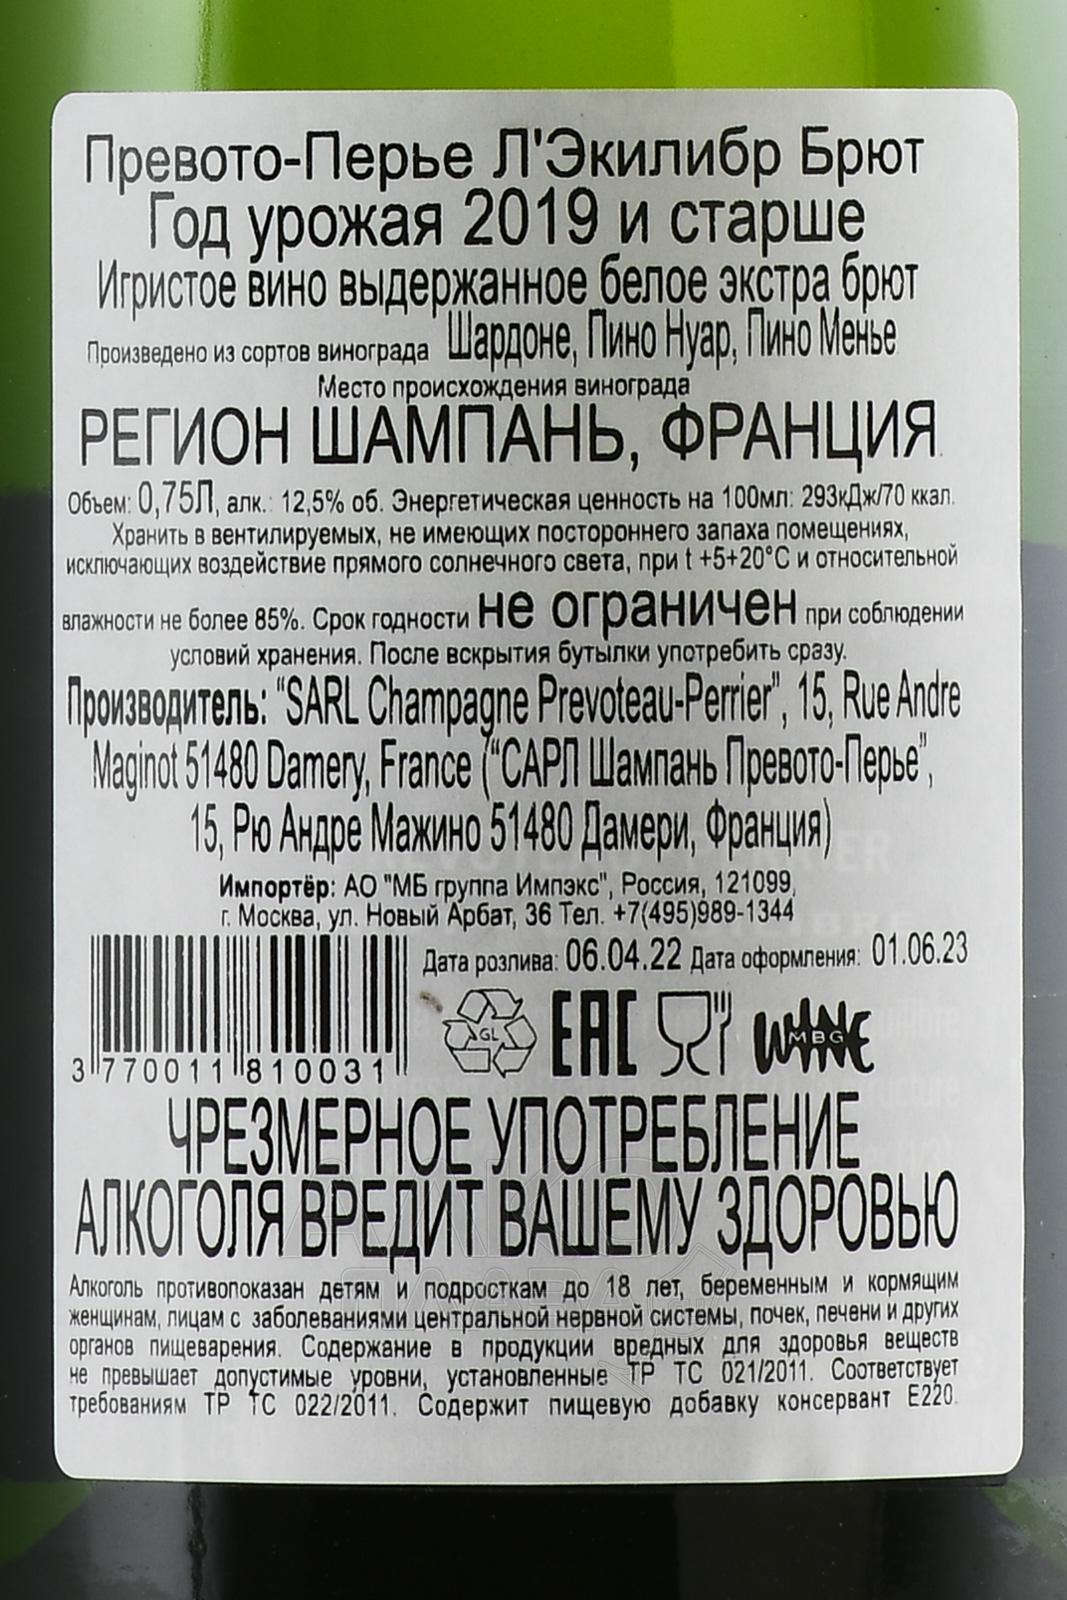 Превото-Перье Л'Экилибр Брют
Год урожая 2019 и старше
Игристое вино выдержанное белое экстра брют
Произведено из сортов винограда Шардоне, Пино Нуар, Пино Менье
Место происхождения винограда
РЕГИОН ШАМПАНЬ, ФРАНЦИЯ.
Объем: 0,75Л, алк.: 12,5% об. Энергетическая ценность на 100мл: 293кДж/70 ккал.
Хранить в вентилируемых, не имеющих постороннего запаха помещениях,
исключающих воздействие прямого солнечного света, при t +5+20°С и относительной
влажности не более 85%. Срок годности не ограничен при соблюдении
условий хранения. После вскрытия бутылки употребить сразу.
Производитель: "SARL Champagne Prevoteau-Perrier", 15, Rue Andre
Maginot 51480 Damery, France ("САРЛ Шампань Превото-Перье",
15, Рю Андре Мажино 51480 Дамери, Франция)
Импортёр: АО "МБ группа Импэкс", Россия, 121099,
г. Москва, ул. Новый Арбат, 36 Тел. +7(495)989-1344
Дата розлива: 06.04.22 Дата оформления: 01.06.23
GL EAC WINE MBG
3 770011 810031
ЧРЕЗМЕРНОЕ УПОТРЕБЛЕНИЕ
АЛКОГОЛЯ ВРЕДИТ ВАШЕМУ ЗДОРОВЬЮ
Алкоголь противопоказан детям и подросткам до 18 лет, беременным и кормящим
женщинам, лицам с заболеваниями центральной нервной системы, почек, печени и других
органов пищеварения. Содержание в продукции вредных для здоровья веществ
не превышает допустимые уровни, установленные ТР ТС 021/2011. Соответствует
требованиям ТР ТС 022/2011. Содержит пищевую добавку консервант Е220.